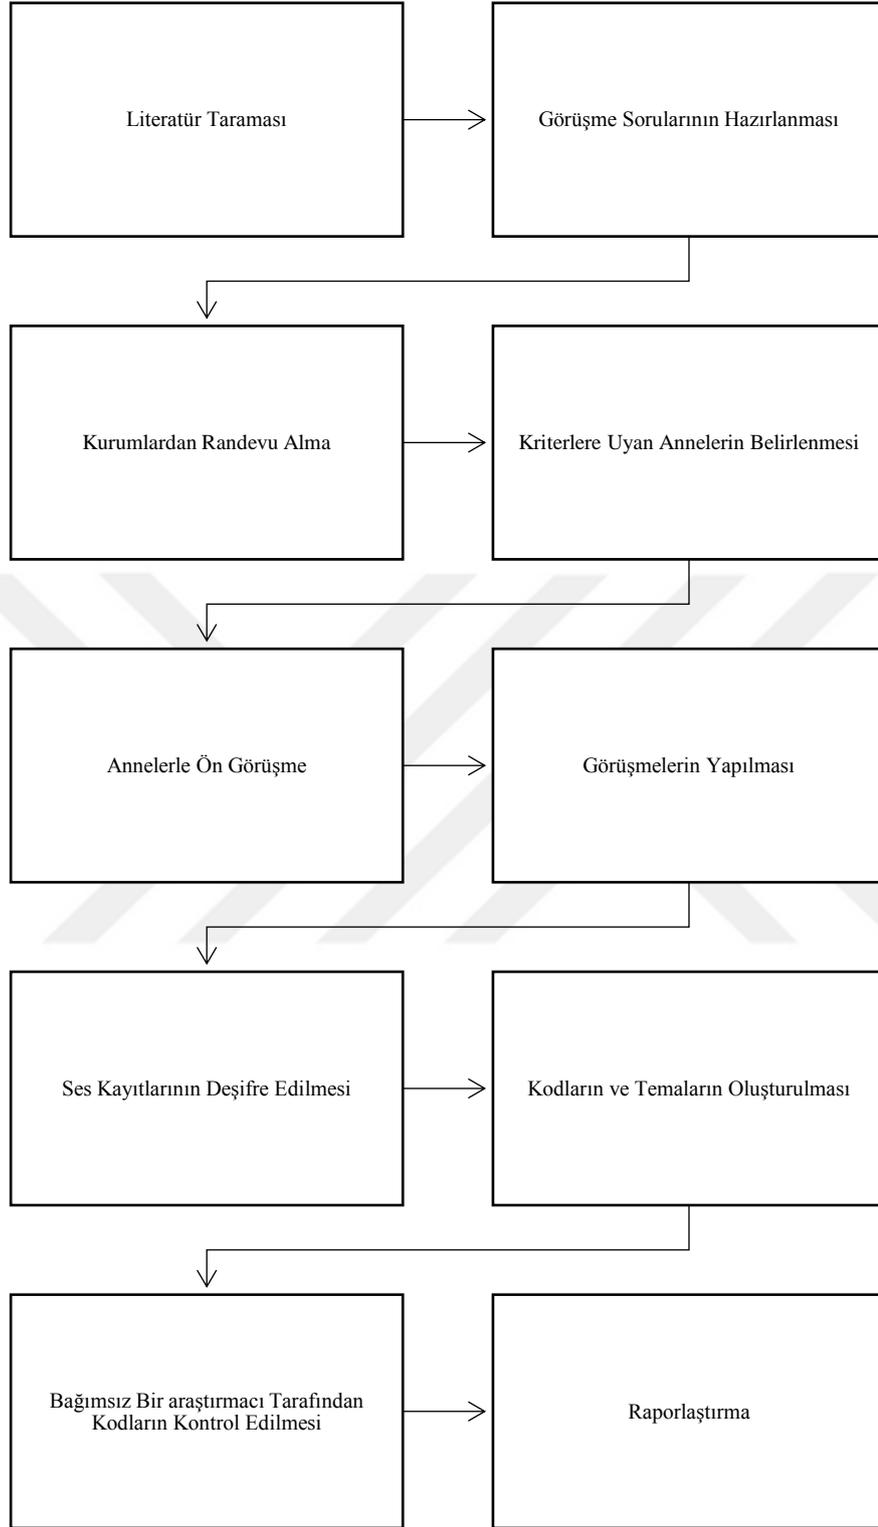 Literatür Taraması
Görüşme Sorularının Hazırlanması
Kurumlardan Randevu Alma
Kriterlere Uyan Annelerin Belirlenmesi
Annelerle Ön Görüşme
Görüşmelerin Yapılması
Ses Kayıtlarının Deşifre Edilmesi
Kodların ve Temaların Oluşturulması
Bağımsız Bir araştırmacı Tarafından
Kodların Kontrol Edilmesi
Raporlaştırma